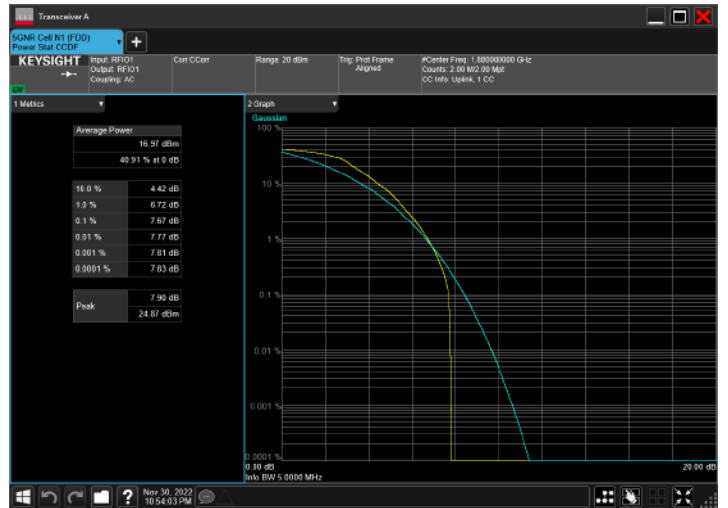 Transceiver A
5GNR Cell N1 (FDD)
Power Stat CCDF
KEYSIGHT
Input: RFIO1
Output: RFIO1
Coupling: AC
Corr CCorr
Range: 20 dBm
Trig: Prot Frame
Aligned
#Center Freq: 1.880000000 GHz
Counts: 2.00 M/2.00 Mpt
CC Info: Uplink, 1 CC
1 Metrics
Average Power
16.97 dBm
40.91 % at 0 dB
10.0 % 4.42 dB
1.0 % 6.72 dB
0.1 % 7.67 dB
0.01 % 7.77 dB
0.001 % 7.81 dB
0.0001 % 7.83 dB
Peak
7.90 dB
24.87 dBm
2 Graph
Gaussian
100 %
10 %
1 %
0.1 %
0.01 %
0.001 %
0.0001 %
0.00 dB
20.00 dB
Info BW 5.0000 MHz
?
Nov 30, 2022
10:54:03 PM